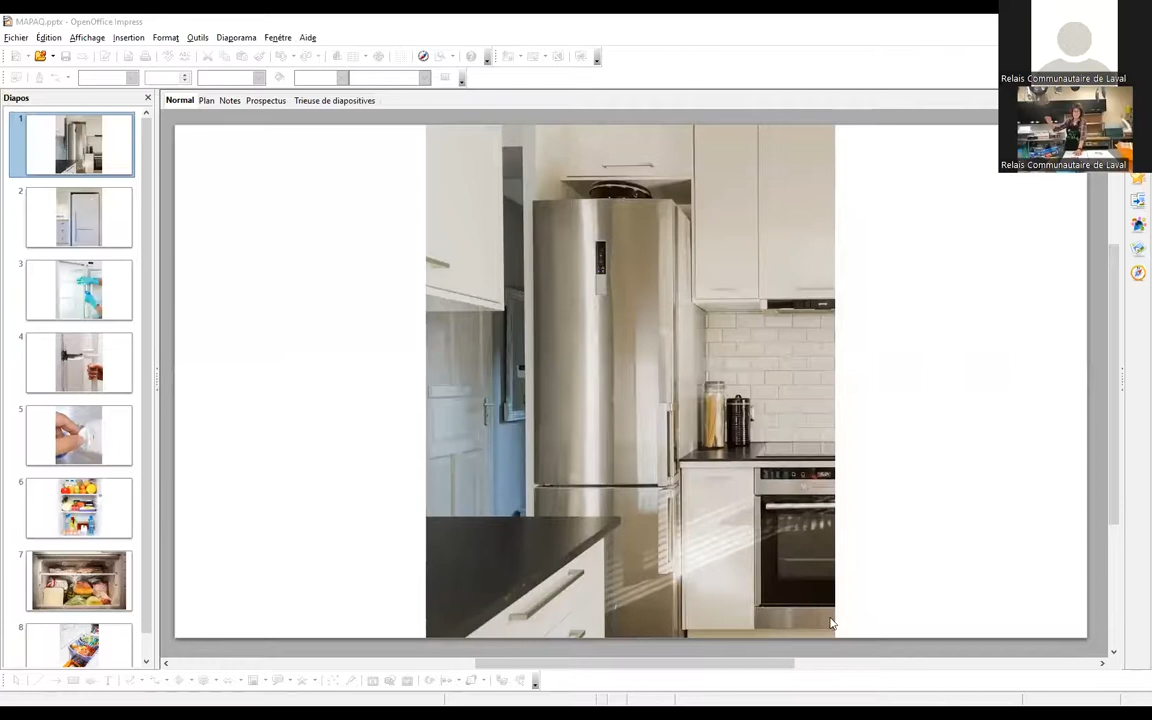 MAPAQ.pptx - OpenOffice Impress
Fichier Édition Affichage Insertion Format Outils Diaporama Fenêtre Aide
Relais Communautaire de Laval
Relais Communautaire de Laval
Diapos
Normal Plan Notes Prospectus Trieuse de diapositives
1
2
3
4
5
6
7
8